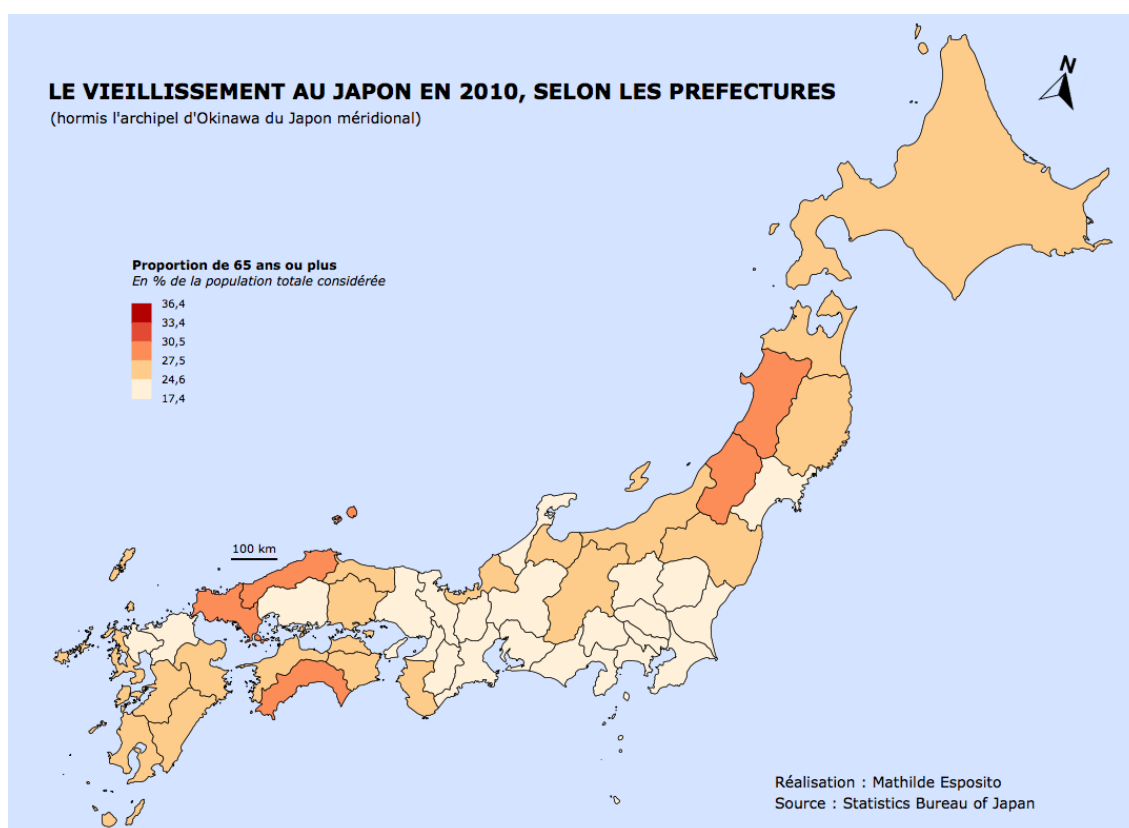 LE VIEILLISSEMENT AU JAPON EN 2010, SELON LES PREFECTURES
(hormis l'archipel d'Okinawa du Japon méridional)
N
Proportion de 65 ans ou plus
En % de la population totale considérée
36,4
33,4
30,5
27,5
24,6
17,4
100 km
Réalisation : Mathilde Esposito
Source : Statistics Bureau of Japan